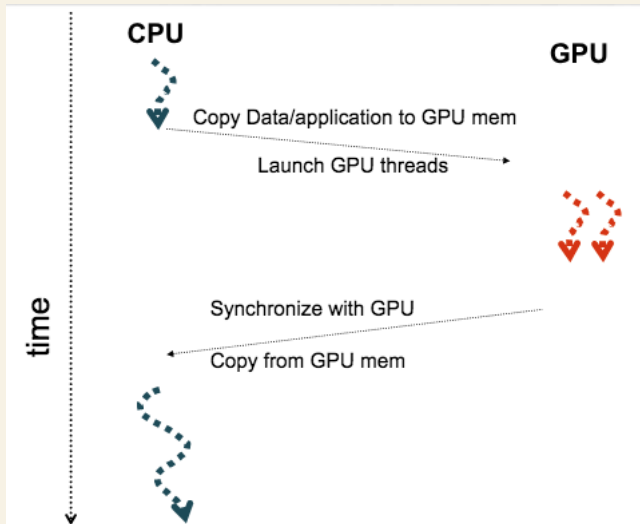 CPU
GPU
Copy Data/application to GPU mem
Launch GPU threads
time
Synchronize with GPU
Copy from GPU mem